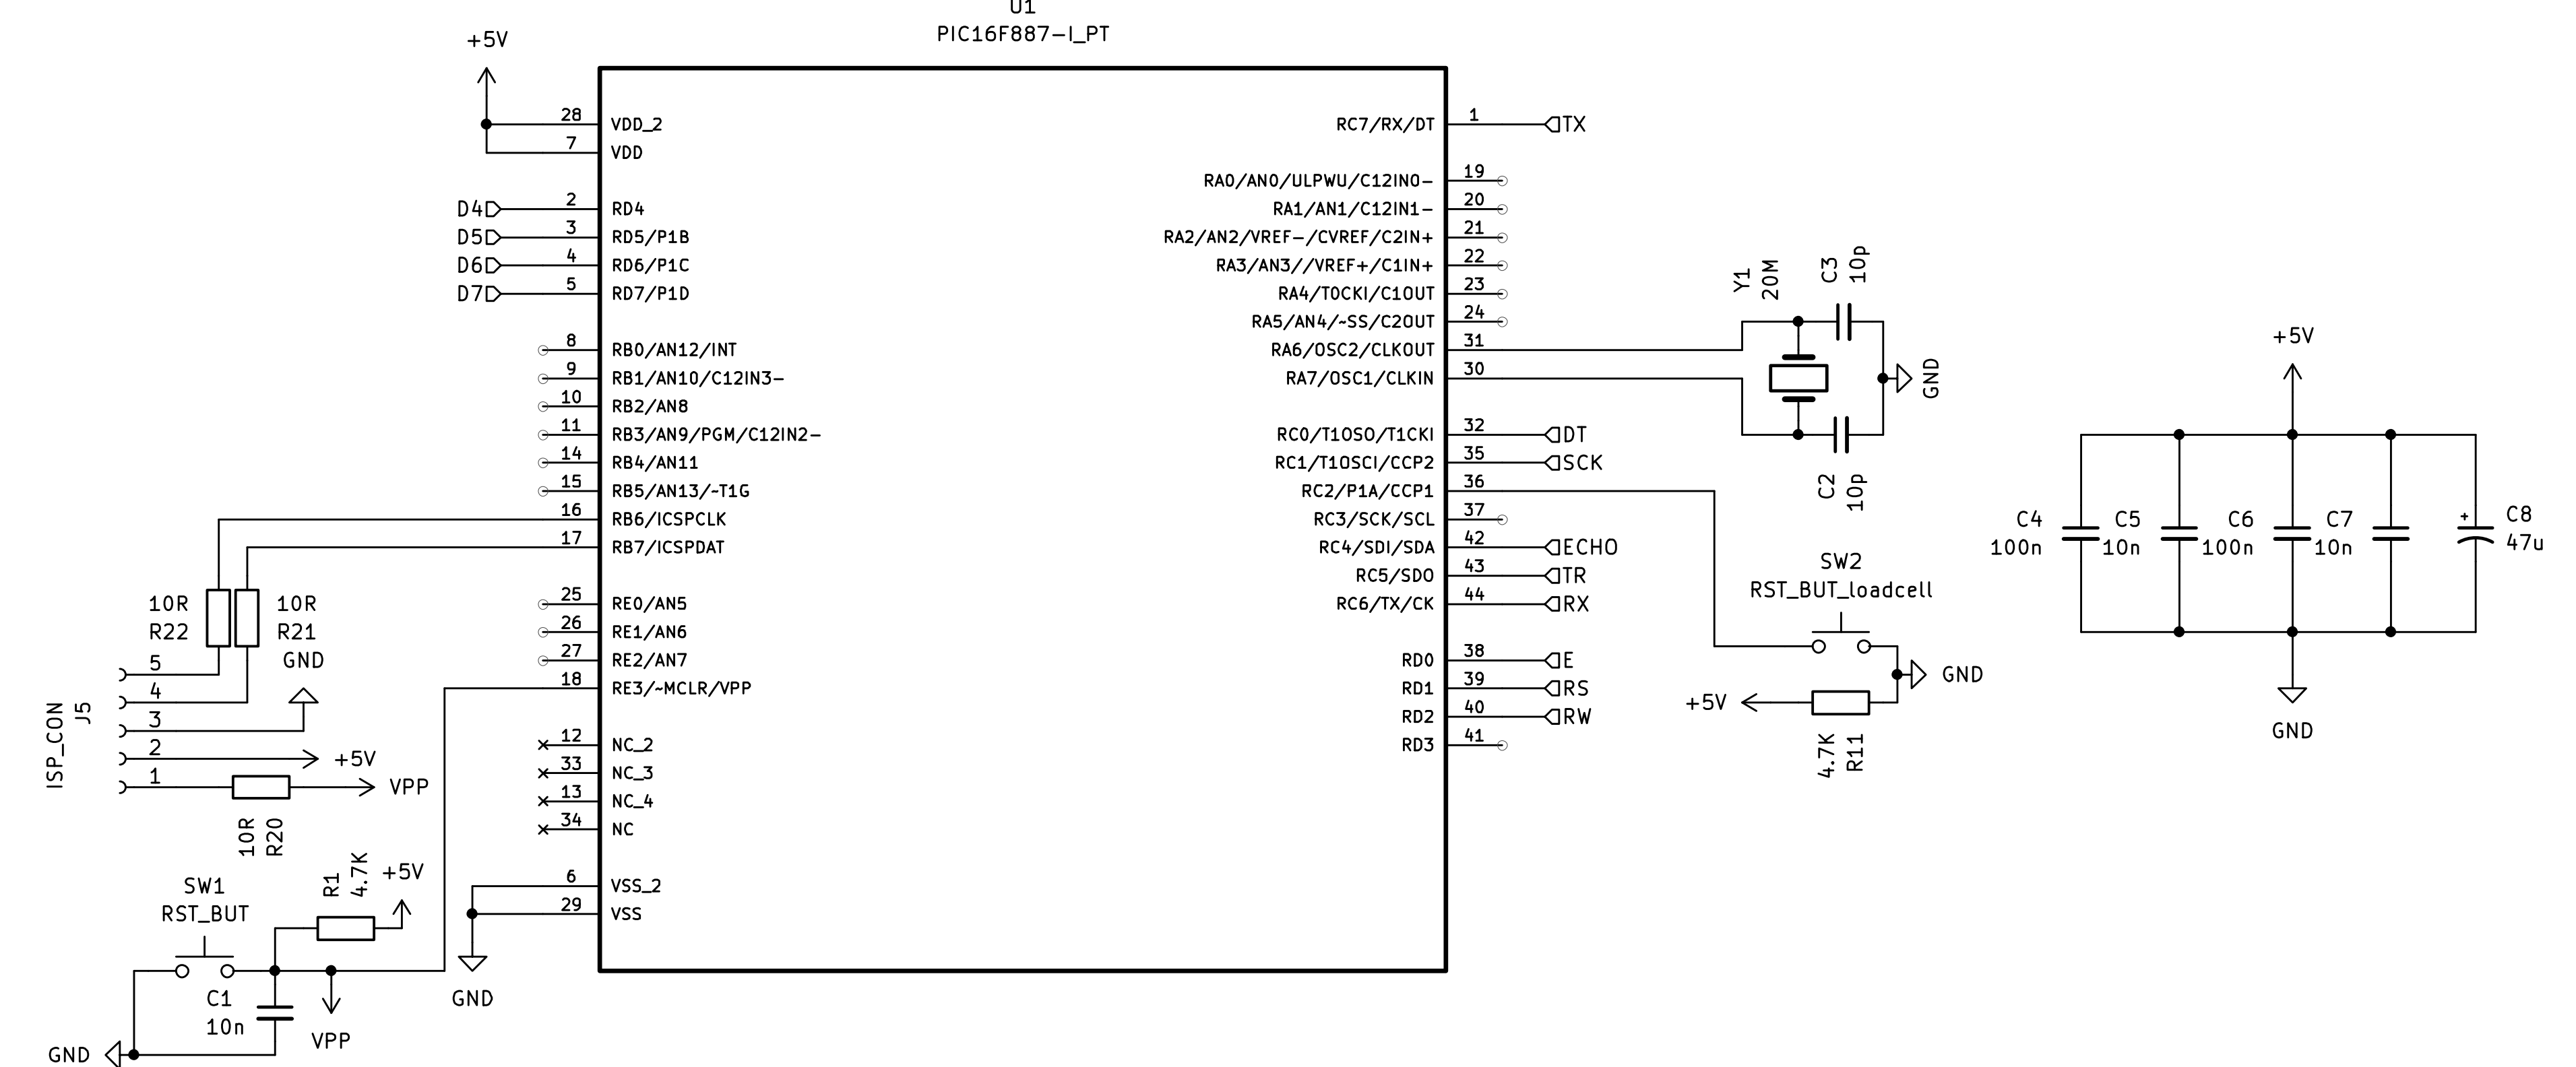 U1
PIC16F887-I_PT
+5V
28 VDD_2
7 VDD
D4 2 RD4
D5 3 RD5/P1B
D6 4 RD6/P1C
D7 5 RD7/P1D
8 RB0/AN12/INT
9 RB1/AN10/C12IN3-
10 RB2/AN8
11 RB3/AN9/PGM/C12IN2-
14 RB4/AN11
15 RB5/AN13/~T1G
16 RB6/ICSPCLK
17 RB7/ICSPDAT
25 RE0/AN5
26 RE1/AN6
27 RE2/AN7
18 RE3/~MCLR/VPP
12 NC_2
33 NC_3
13 NC_4
34 NC
6 VSS_2
29 VSS
GND
RC7/RX/DT 1 TX
RA0/AN0/ULPWU/C12IN0- 19
RA1/AN1/C12IN1- 20
RA2/AN2/VREF-/CVREF/C2IN+ 21
RA3/AN3//VREF+/C1IN+ 22
RA4/T0CKI/C1OUT 23
RA5/AN4/~SS/C2OUT 24
RA6/OSC2/CLKOUT 31
RA7/OSC1/CLKIN 30
RC0/T1OSO/T1CKI 32 DT
RC1/T1OSCI/CCP2 35 SCK
RC2/P1A/CCP1 36
RC3/SCK/SCL 37
RC4/SDI/SDA 42 ECHO
RC5/SDO 43 TR
RC6/TX/CK 44 RX
RD0 38 E
RD1 39 RS
RD2 40 RW
RD3 41
10R
R22
10R
R21
GND
5
4
3
2
1
+5V
VPP
ISP_CON
J5
10R
R20
SW1
RST_BUT
R1
4.7K
+5V
C1
10n
VPP
GND
Y1
20M
C3
10p
GND
C2
10p
SW2
RST_BUT_loadcell
GND
+5V
4.7K
R11
+5V
C4
100n
C5
10n
C6
100n
C7
10n
+
C8
47u
GND